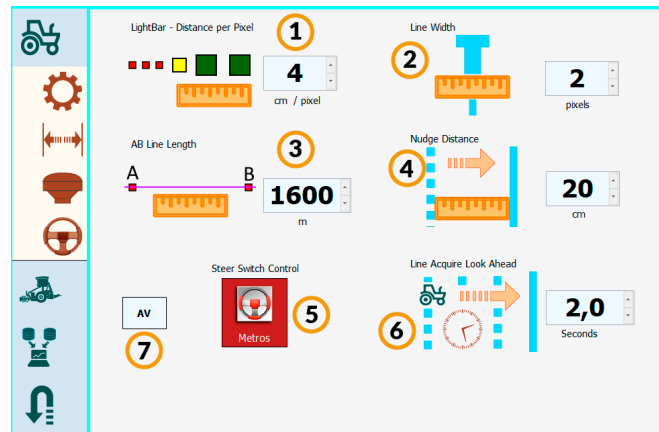 LightBar - Distance per Pixel
1
4
cm / pixel
Line Width
2
2
pixels
AB Line Length
3
A
B
1600
m
Nudge Distance
4
20
cm
Steer Switch Control
Metros
5
AV
7
Line Acquire Look Ahead
6
2,0
Seconds